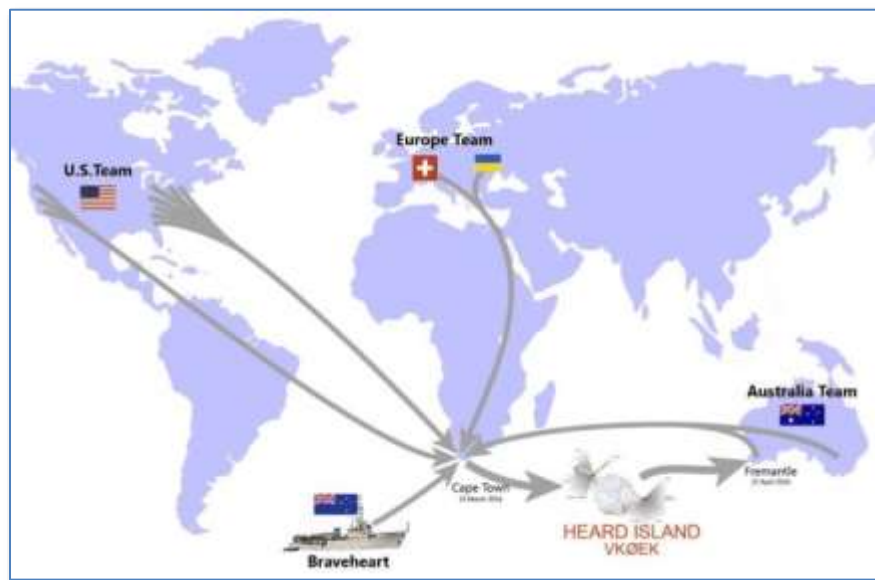 Europe Team
U.S.Team
Australia Team
Cape Town
Fremantle
HEARD ISLAND
VKØEK
Braveheart